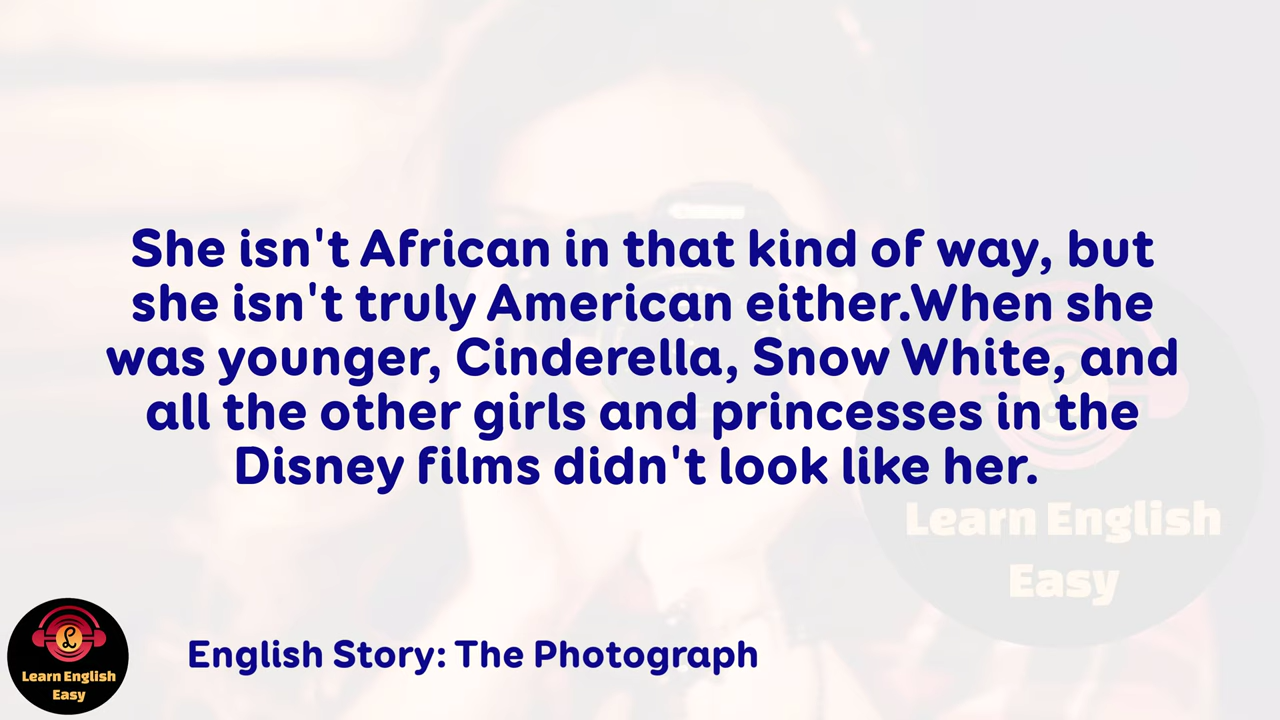 She isn't African in that kind of way, but
she isn't truly American either.When she
was younger, Cinderella, Snow White, and
all the other girls and princesses in the
Disney films didn't look like her.
Learn English
Easy
English Story: The Photograph
L
Learn English
Easy